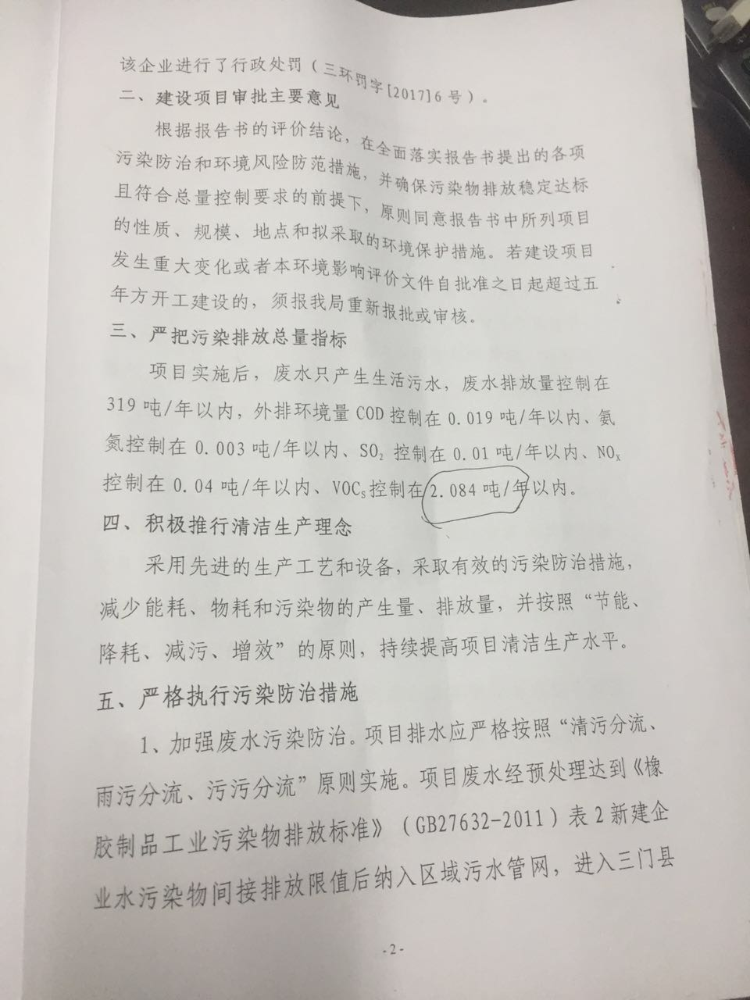 该企业进行了行政处罚（三环罚字[2017]6号）。
二、建设项目审批主要意见
根据报告书的评价结论，在全面落实报告书提出的各项
污染防治和环境风险防范措施，并确保污染物排放稳定达标
且符合总量控制要求的前提下，原则同意报告书中所列项目
的性质、规模、地点和拟采取的环境保护措施。若建设项目
发生重大变化或者本环境影响评价文件自批准之日起超过五
年方开工建设的，须报我局重新报批或审核。
三、严把污染排放总量指标
项目实施后，废水只产生生活污水，废水排放量控制在
319吨/年以内，外排环境量COD控制在0.019吨/年以内、氨
氮控制在0.003吨/年以内、SO₂控制在0.01吨/年以内、NOₓ
控制在0.04吨/年以内、VOCₛ控制在2.084吨/年以内。
四、积极推行清洁生产理念
采用先进的生产工艺和设备，采取有效的污染防治措施，
减少能耗、物耗和污染物的产生量、排放量，并按照“节能、
降耗、减污、增效”的原则，持续提高项目清洁生产水平。
五、严格执行污染防治措施
1、加强废水污染防治。项目排水应严格按照“清污分流、
雨污分流、污污分流”原则实施。项目废水经预处理达到《橡
胶制品工业污染物排放标准》（GB27632-2011）表2新建企
业水污染物间接排放限值后纳入区域污水管网，进入三门县
-2-